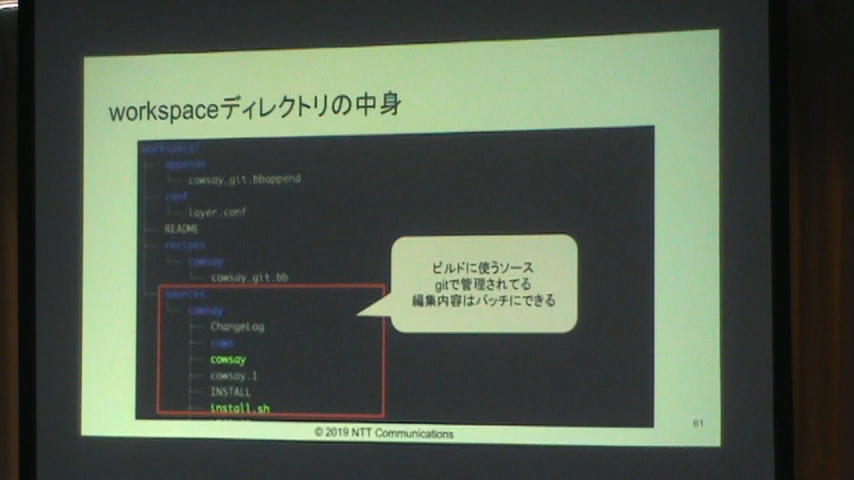 workspaceディレクトリの中身
workspace/
appends
cowsay_git.bbappend
conf
layer.conf
README
recipes
cowsay
cowsay_git.bb
sources
cowsay
ChangeLog
cows
cowsay
cowsay.1
INSTALL
install.sh
ビルドに使うソース
gitで管理されてる
編集内容はパッチにできる
© 2019 NTT Communications
61